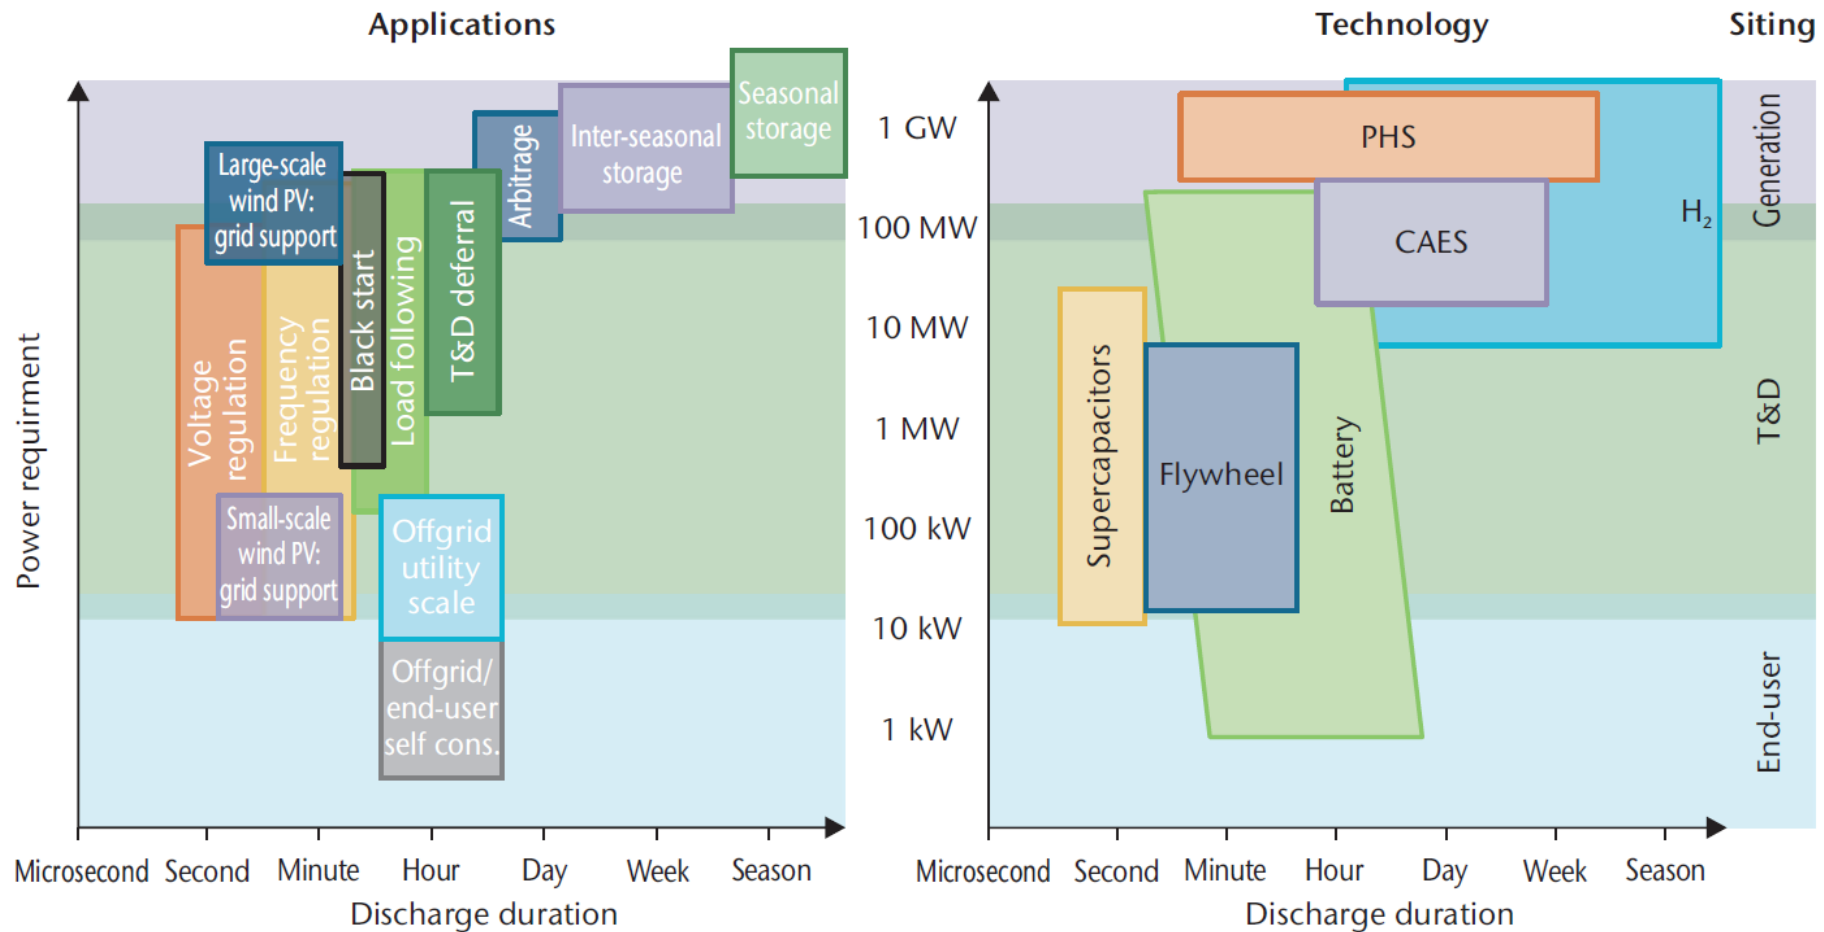 Applications
Technology
Siting
Power requirment
Large-scale
wind PV:
grid support
Voltage
regulation
Frequency
regulation
Small-scale
wind PV:
grid support
Black start
Load following
T&D deferral
Arbitrage
Inter-seasonal
storage
Seasonal
storage
Offgrid
utility
scale
Offgrid/
end-user
self cons.
Microsecond
Second
Minute
Hour
Day
Week
Season
Discharge duration
1 GW
100 MW
10 MW
1 MW
100 kW
10 kW
1 kW
PHS
H2
CAES
Supercapacitors
Flywheel
Battery
Generation
T&D
End-user
Microsecond
Second
Minute
Hour
Day
Week
Season
Discharge duration